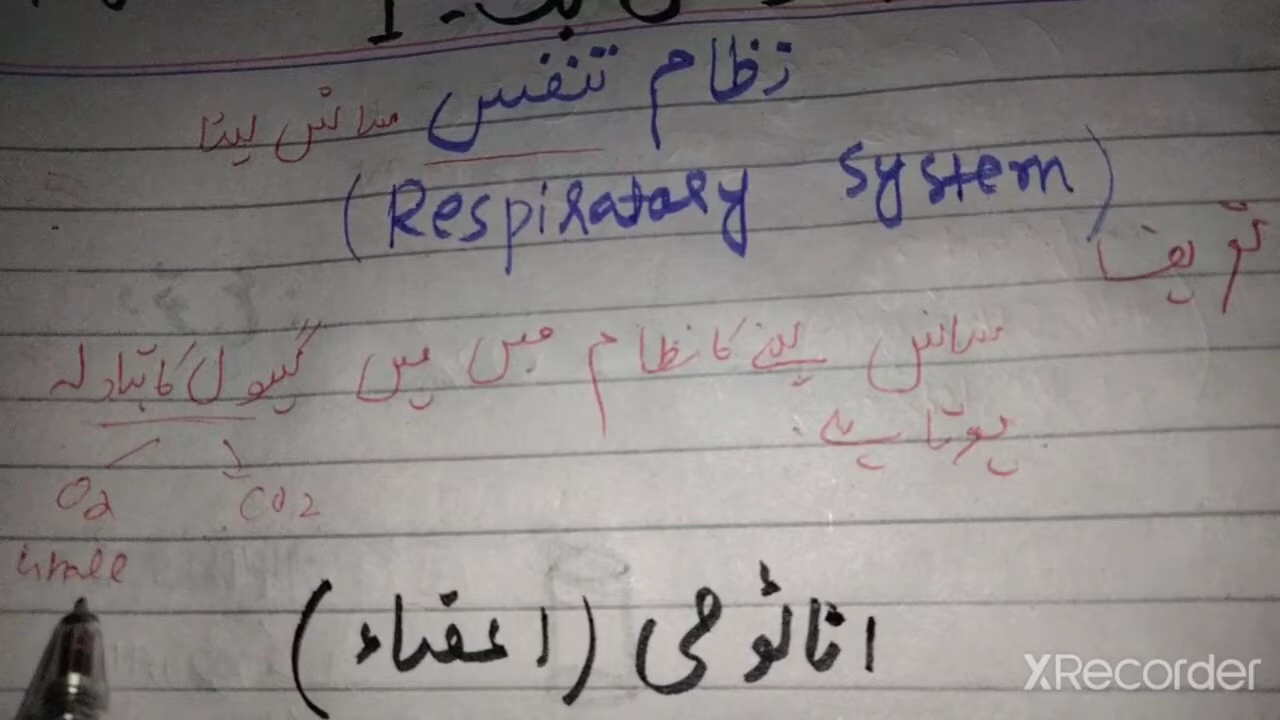 نظام تنفس سانس لینا
(Respiratory system)
تعریف
سانس لینے کا نظام جس میں گیسوں کا تبادلہ
ہوتا ہے۔
O2 CO2
inhale
اناٹومی (اعضاء)
XRecorder